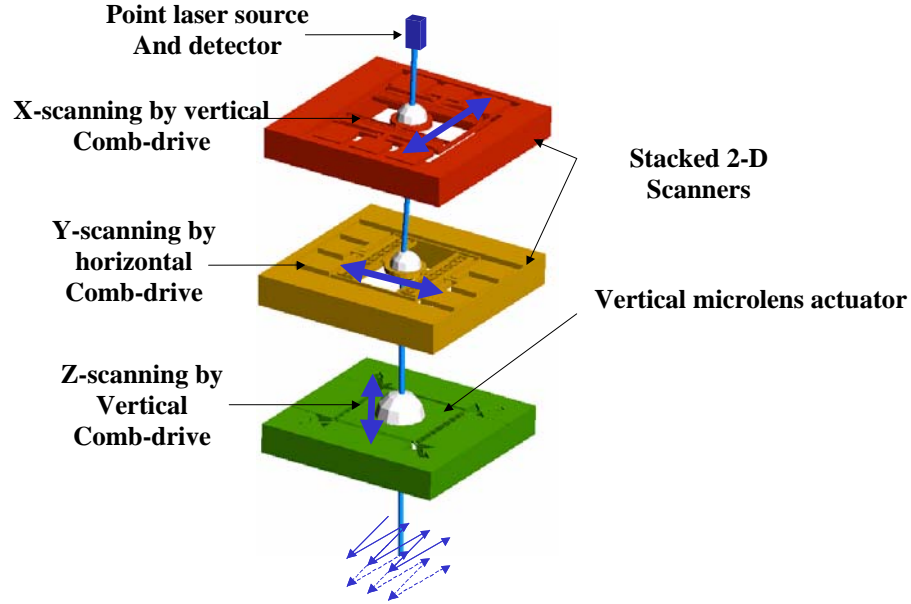 Point laser source
And detector
X-scanning by vertical
Comb-drive
Stacked 2-D
Scanners
Y-scanning by
horizontal
Comb-drive
Vertical microlens actuator
Z-scanning by
Vertical
Comb-drive